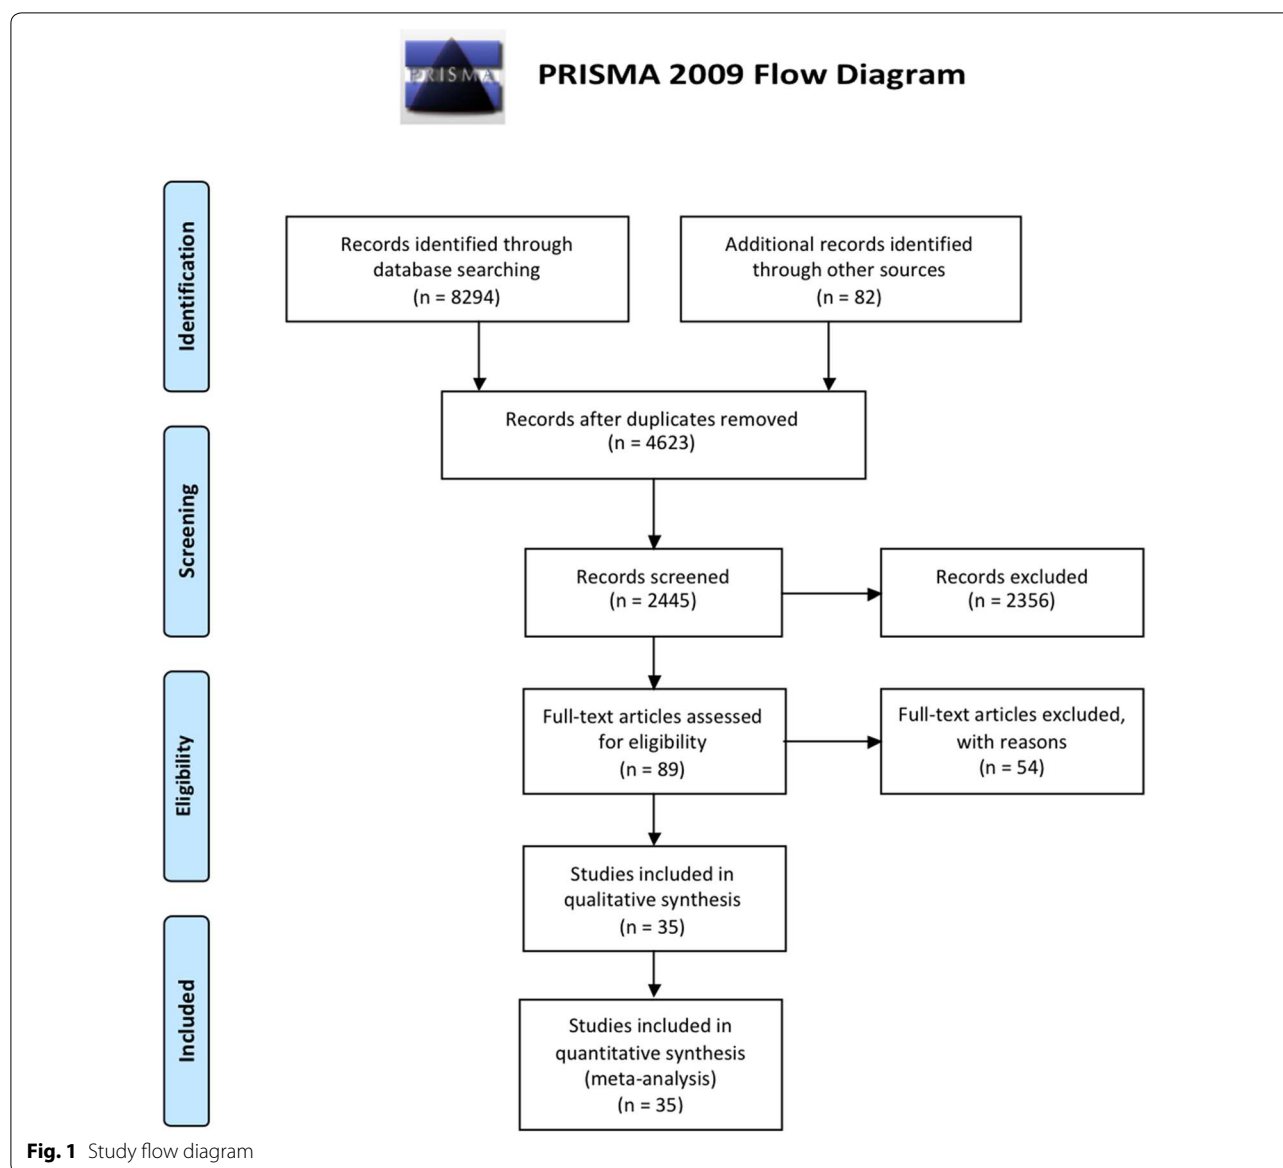 PRISMA
PRISMA 2009 Flow Diagram
Identification
Records identified through
database searching
(n = 8294)
Additional records identified
through other sources
(n = 82)
Records after duplicates removed
(n = 4623)
Screening
Records screened
(n = 2445)
Records excluded
(n = 2356)
Eligibility
Full-text articles assessed
for eligibility
(n = 89)
Full-text articles excluded,
with reasons
(n = 54)
Studies included in
qualitative synthesis
(n = 35)
Included
Studies included in
quantitative synthesis
(meta-analysis)
(n = 35)
Fig. 1 Study flow diagram